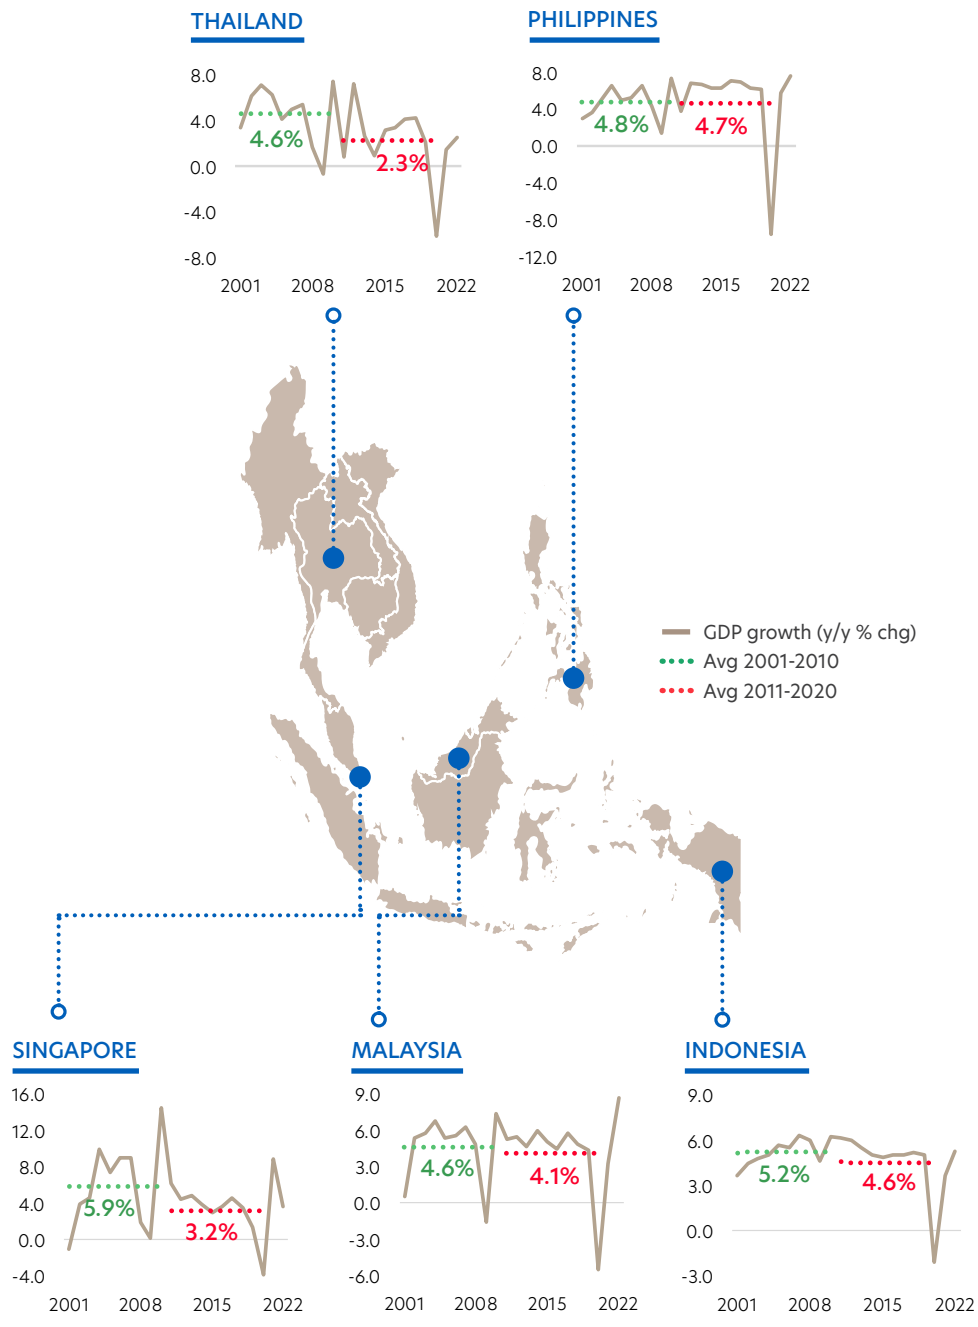 THAILAND
8.0
4.0
0.0
-4.0
-8.0
4.6%
2.3%
2001 2008 2015 2022
PHILIPPINES
8.0
4.0
0.0
-4.0
-8.0
-12.0
4.8%
4.7%
2001 2008 2015 2022
GDP growth (y/y % chg)
Avg 2001-2010
Avg 2011-2020
SINGAPORE
16.0
12.0
8.0
4.0
0.0
-4.0
5.9%
3.2%
2001 2008 2015 2022
MALAYSIA
9.0
6.0
3.0
0.0
-3.0
-6.0
4.6%
4.1%
2001 2008 2015 2022
INDONESIA
9.0
6.0
3.0
0.0
-3.0
5.2%
4.6%
2001 2008 2015 2022